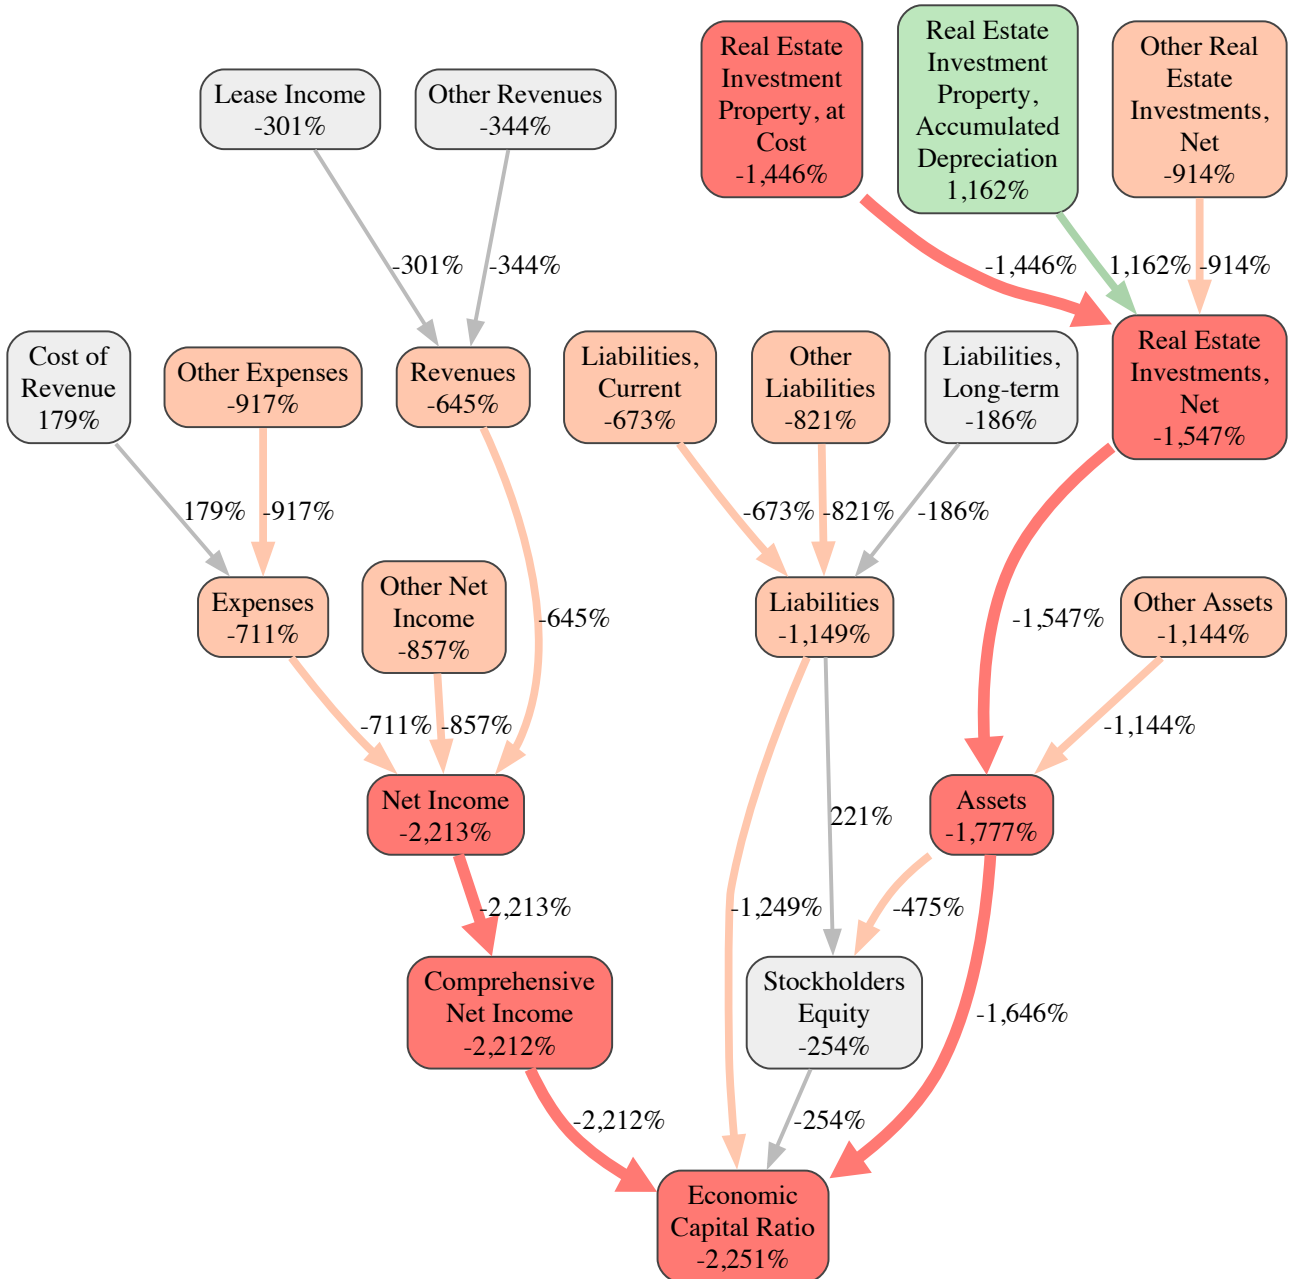 Real Estate
Investment
Property, at
Cost
-1,446%
Real Estate
Investment
Property,
Accumulated
Depreciation
1,162%
Other Real
Estate
Investments,
Net
-914%
Lease Income
-301%
Other Revenues
-344%
-301%
-344%
-1,446%
1,162%
-914%
Cost of
Revenue
179%
Other Expenses
-917%
Revenues
-645%
Liabilities,
Current
-673%
Other
Liabilities
-821%
Liabilities,
Long-term
-186%
Real Estate
Investments,
Net
-1,547%
179%
-917%
-673%
-821%
-186%
Expenses
-711%
Other Net
Income
-857%
-645%
Liabilities
-1,149%
-1,547%
Other Assets
-1,144%
-711%
-857%
-1,144%
Net Income
-2,213%
221%
Assets
-1,777%
-2,213%
-1,249%
-475%
Comprehensive
Net Income
-2,212%
Stockholders
Equity
-254%
-1,646%
-2,212%
-254%
Economic
Capital Ratio
-2,251%